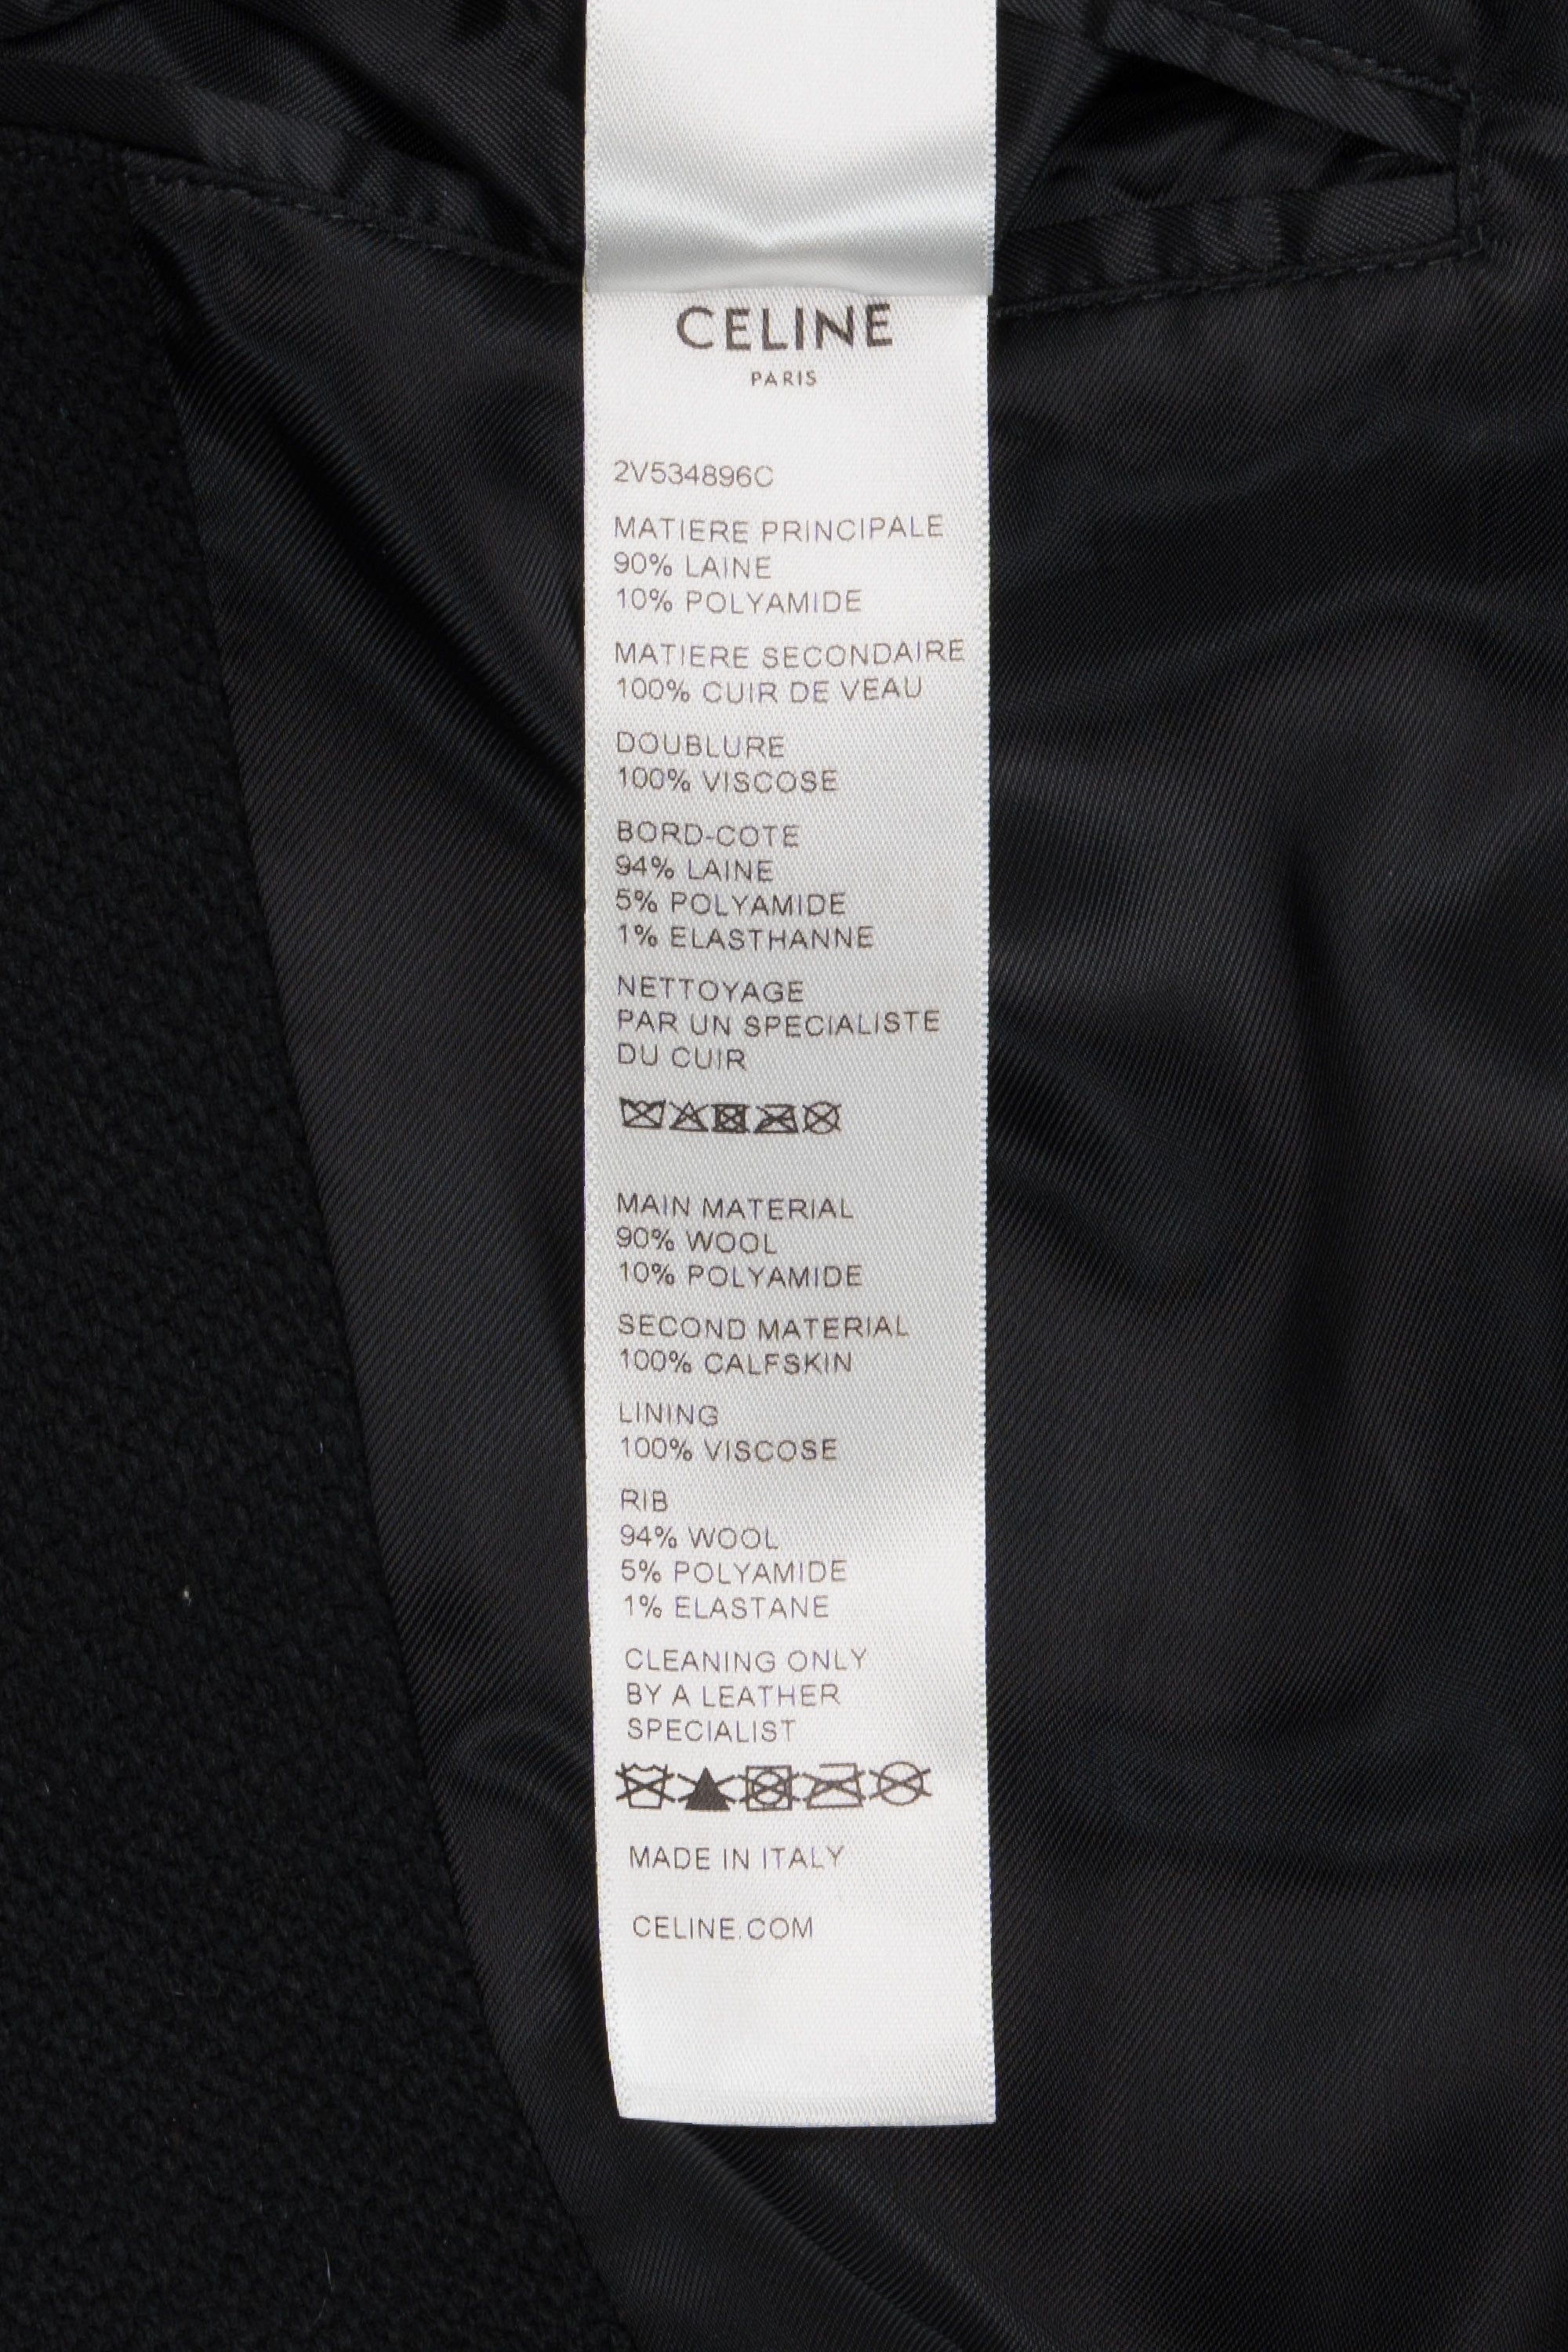 CELINE
PARIS
2V534896C
MATIERE PRINCIPALE
90% LAINE
10% POLYAMIDE
MATIERE SECONDAIRE
100% CUIR DE VEAU
DOUBLURE
100% VISCOSE
BORD-COTE
94% LAINE
5% POLYAMIDE
1% ELASTHANNE
NETTOYAGE
PAR UN SPECIALISTE
DU CUIR
MAIN MATERIAL
90% WOOL
10% POLYAMIDE
SECOND MATERIAL
100% CALFSKIN
LINING
100% VISCOSE
RIB
94% WOOL
5% POLYAMIDE
1% ELASTANE
CLEANING ONLY
BY A LEATHER
SPECIALIST
MADE IN ITALY
CELINE.COM